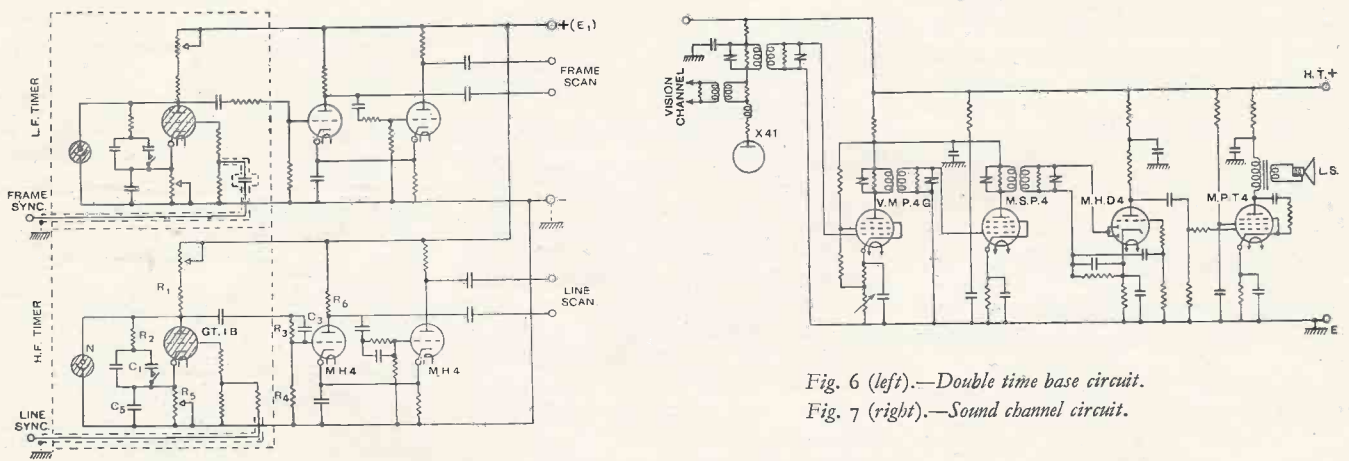 +(E1)
FRAME
SCAN
L.F. TIMER
FRAME
SYNC.
-
R1
R6
LINE
SCAN
H.F. TIMER
N
R2
GT.1B
C3
R3
C1
MH4
MH4
C5
R5
R4
LINE
SYNC.
VISION
CHANNEL
X41
H.T.+
L.S.
V.M.P.4G
M.S.P.4
M.H.D4
M.P.T4
E
Fig. 6 (left).—Double time base circuit.
Fig. 7 (right).—Sound channel circuit.